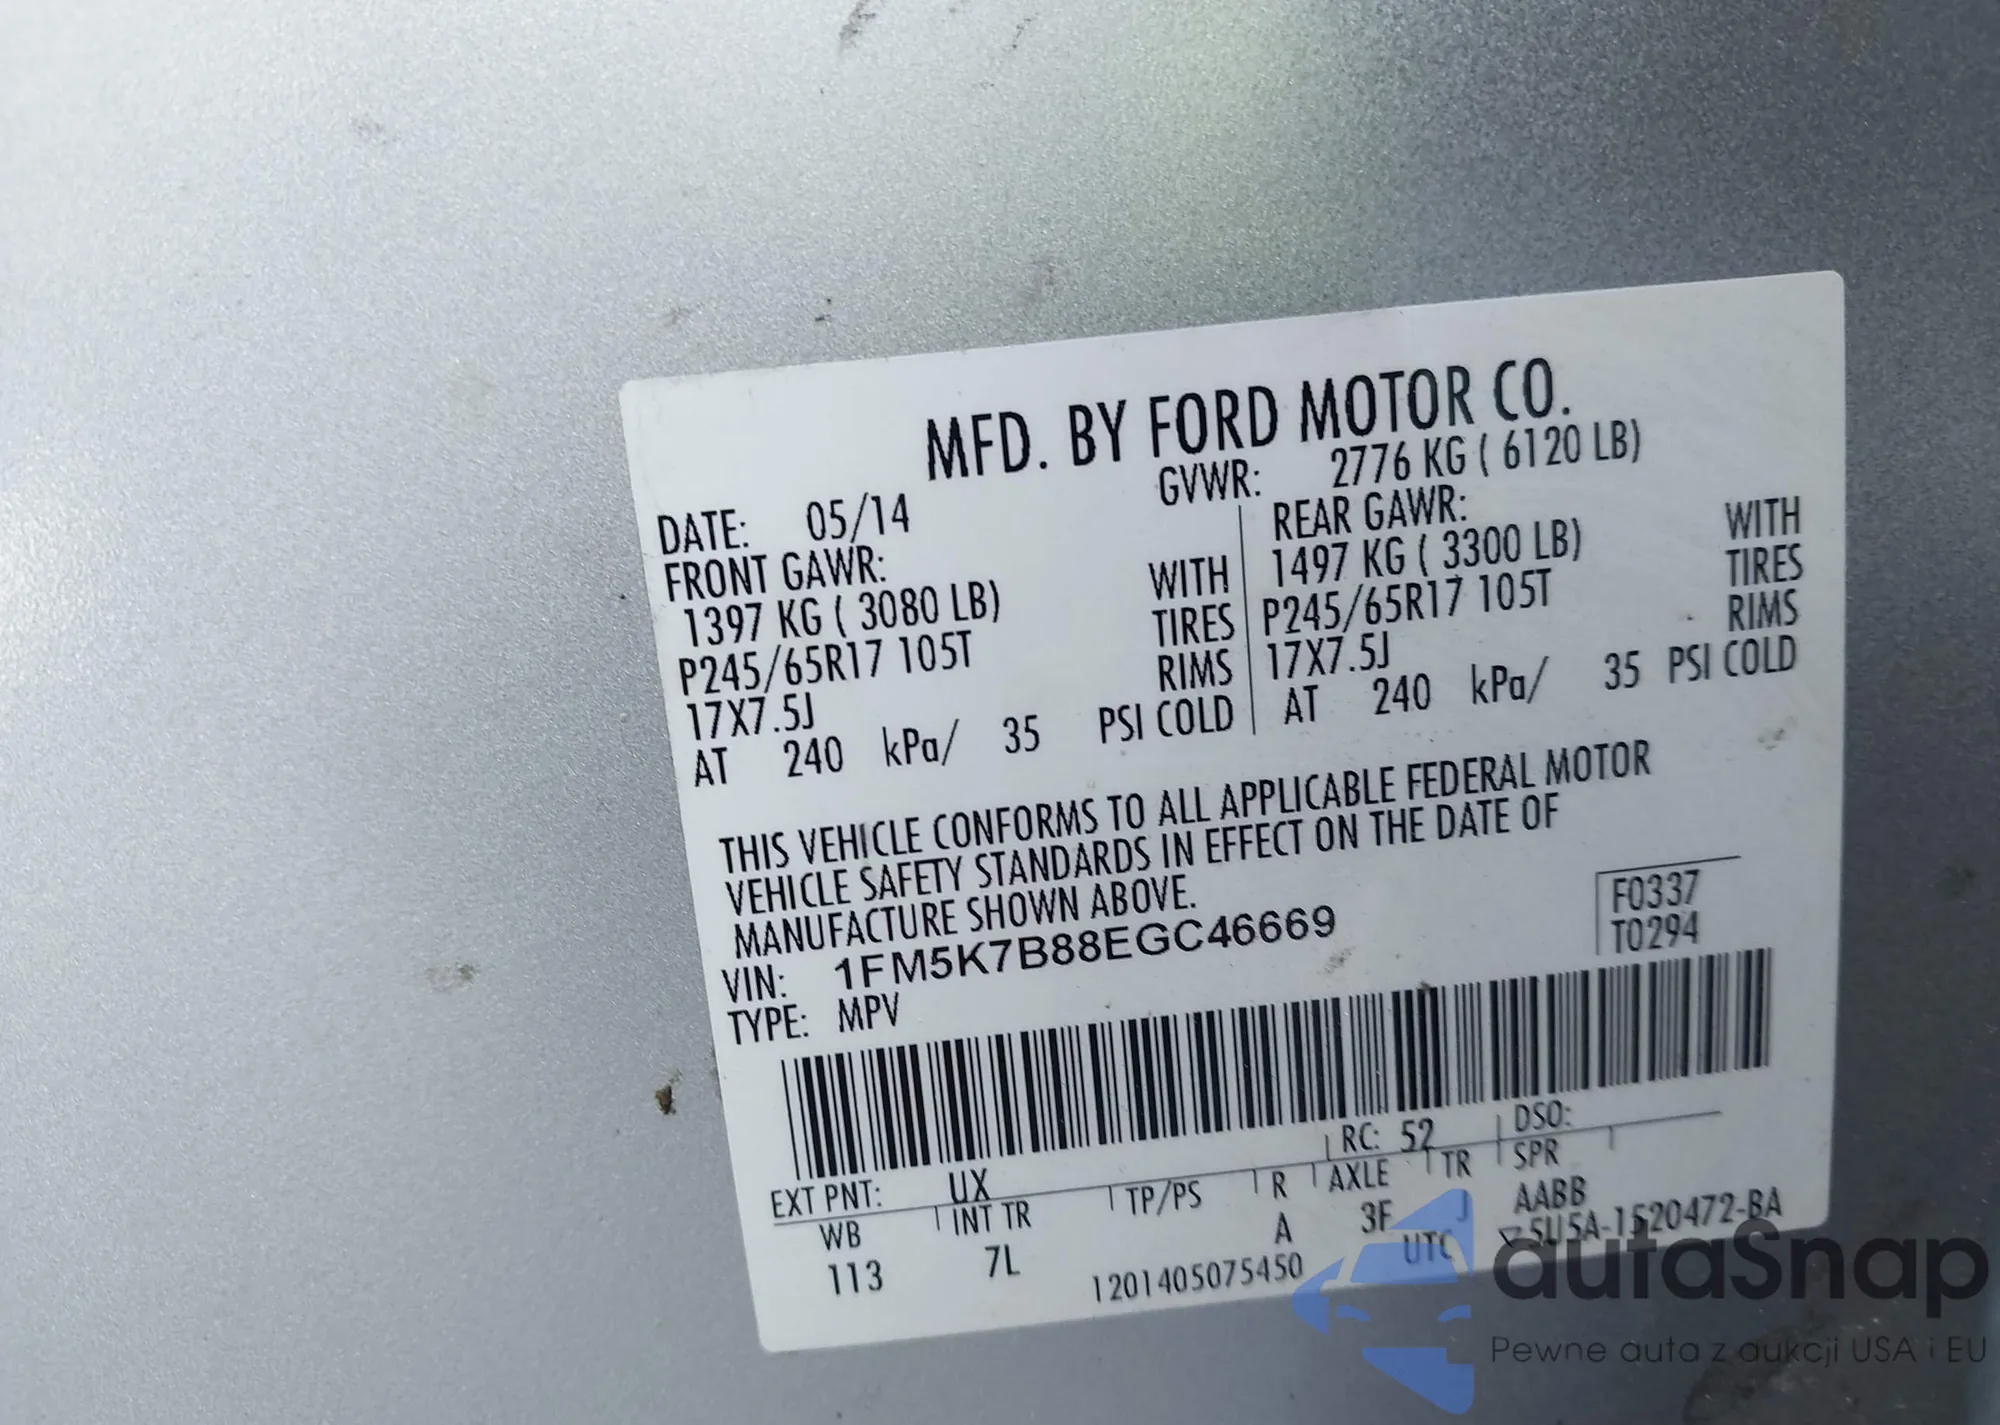 MFD. BY FORD MOTOR CO.
DATE: 05/14 GVWR: 2776 KG ( 6120 LB)
FRONT GAWR: REAR GAWR:
1397 KG ( 3080 LB) WITH 1497 KG ( 3300 LB) WITH
P245/65R17 105T TIRES P245/65R17 105T TIRES
17X7.5J RIMS 17X7.5J RIMS
AT 240 kPa/ 35 PSI COLD AT 240 kPa/ 35 PSI COLD
THIS VEHICLE CONFORMS TO ALL APPLICABLE FEDERAL MOTOR
VEHICLE SAFETY STANDARDS IN EFFECT ON THE DATE OF
MANUFACTURE SHOWN ABOVE.
F0337
T0294
VIN: 1FM5K7B88EGC46669
TYPE: MPV
EXT PNT: UX RC: 52 DSO:
WB INT TR TP/PS R AXLE TR SPR
113 7L A 3F J AABB
1201405075450 UTC 5U5A-1520472-BA
autaSnap
Pewne auta z aukcji USA i EU